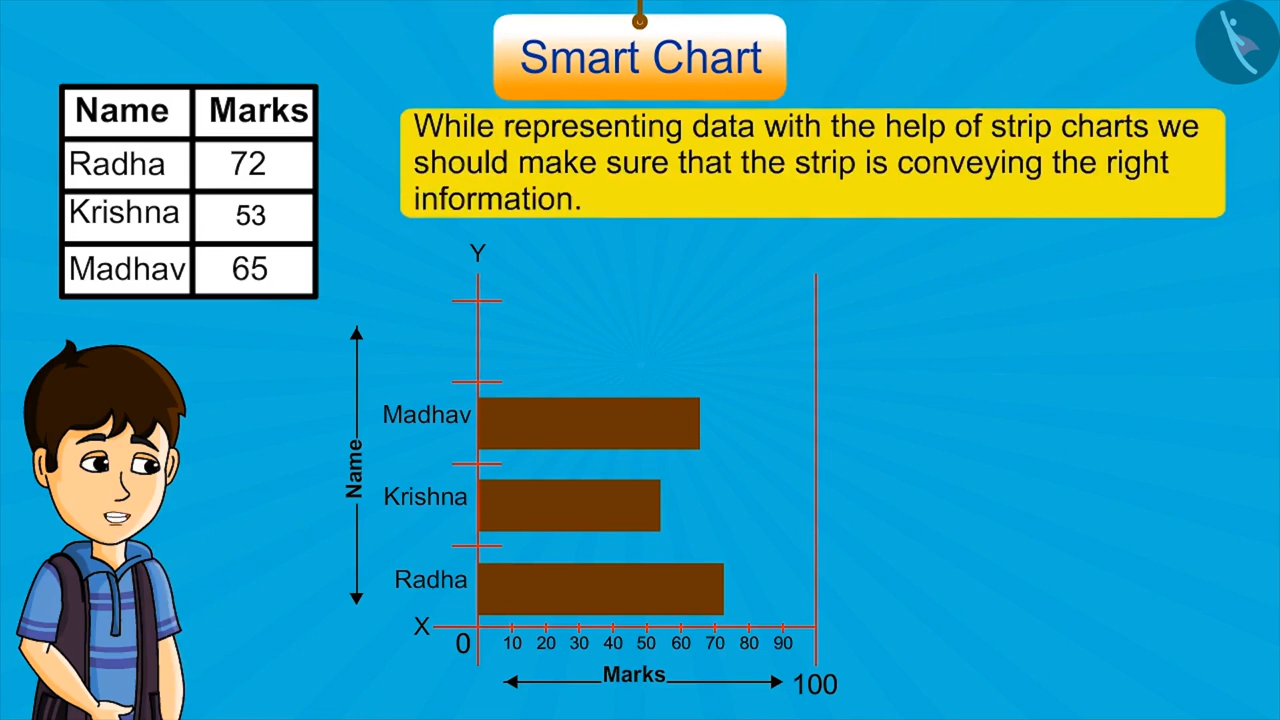 Smart Chart
Name Marks
Radha 72
Krishna 53
Madhav 65
While representing data with the help of strip charts we
should make sure that the strip is conveying the right
information.
Y
Name
Madhav
Krishna
Radha
X
0 10 20 30 40 50 60 70 80 90
Marks
100